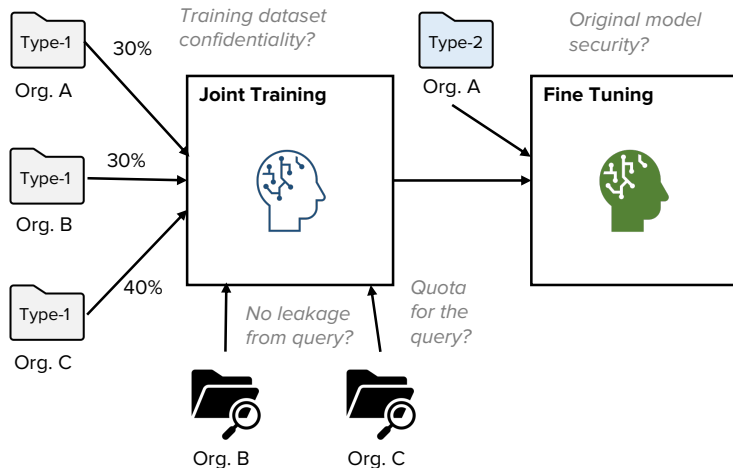 Type-1
Org. A
30%
Training dataset
confidentiality?
Type-2
Org. A
Original model
security?
Joint Training
Fine Tuning
Type-1
Org. B
30%
Type-1
Org. C
40%
No leakage
from query?
Quota
for the
query?
Org. B
Org. C